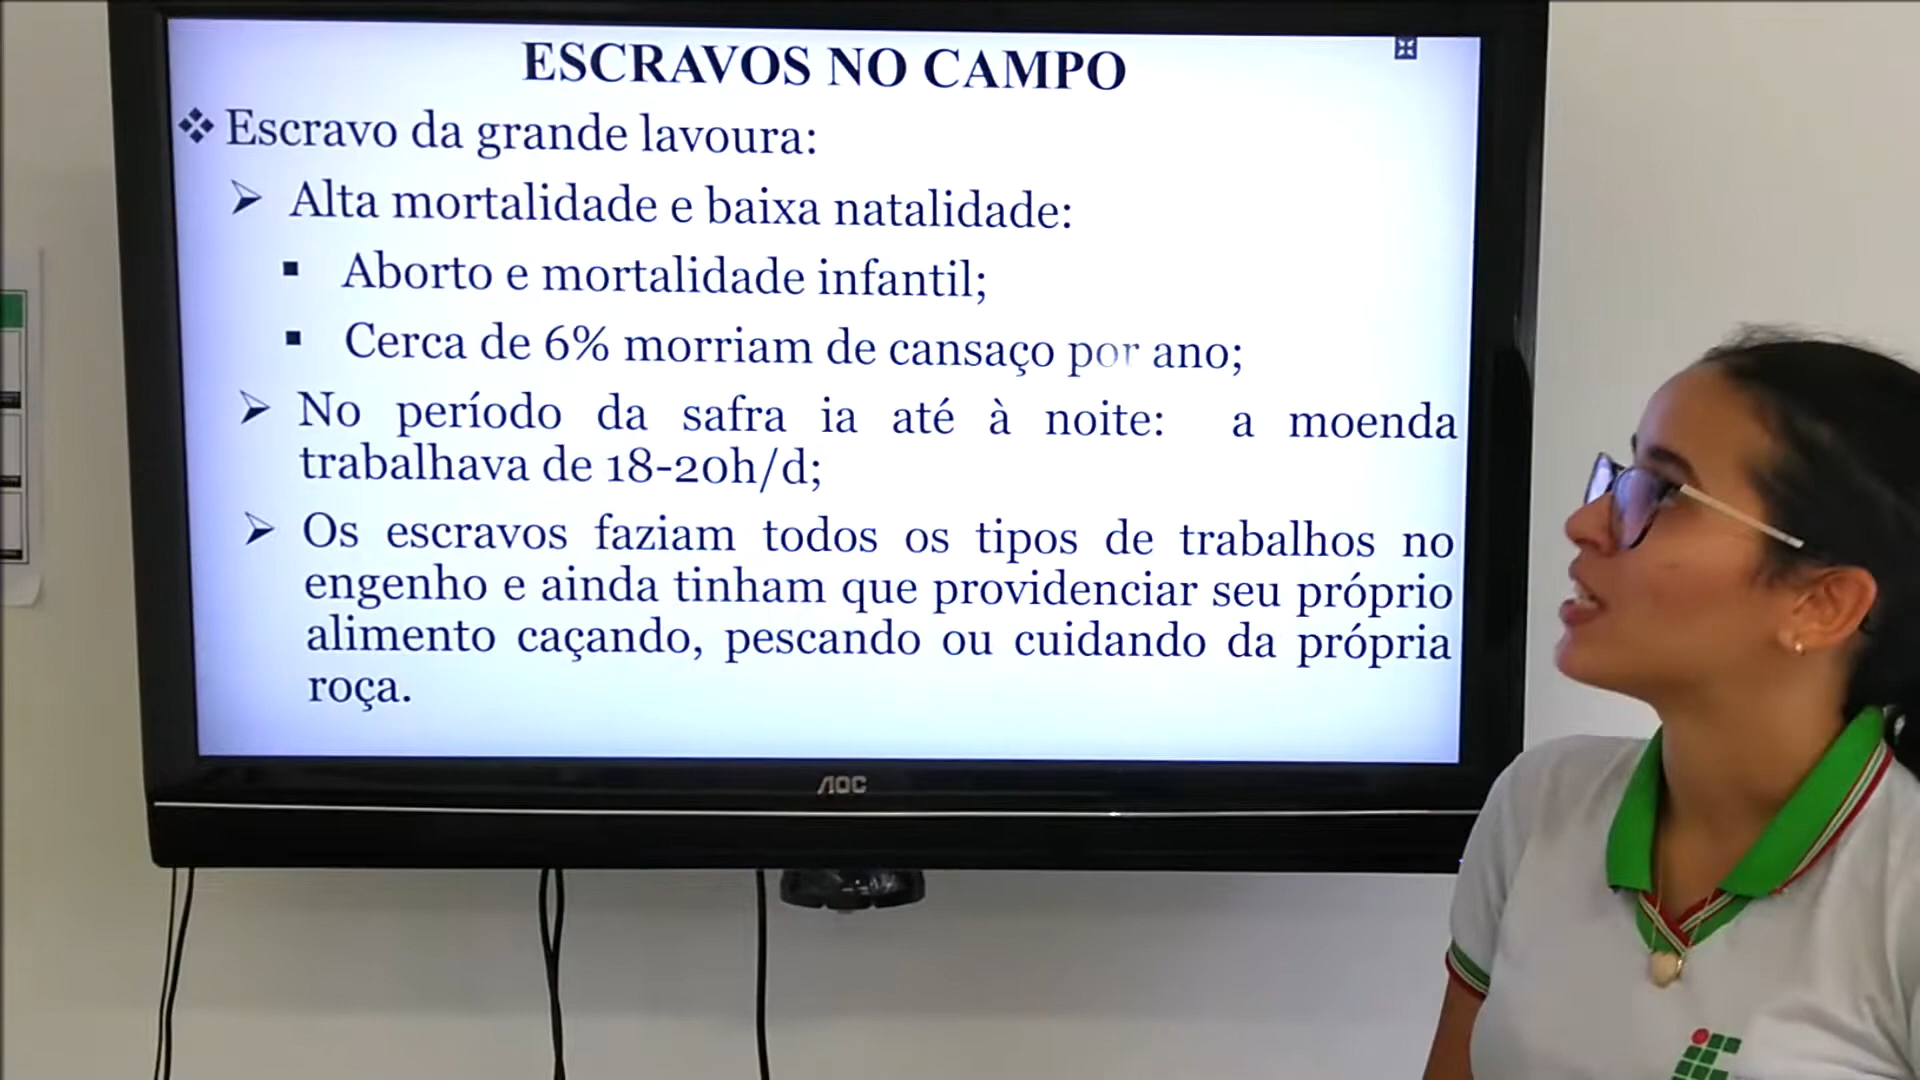 ESCRAVOS NO CAMPO
Escravo da grande lavoura:
Alta mortalidade e baixa natalidade:
Aborto e mortalidade infantil;
Cerca de 6% morriam de cansaço por ano;
No período da safra ia até à noite: a moenda
trabalhava de 18-20h/d;
Os escravos faziam todos os tipos de trabalhos no
engenho e ainda tinham que providenciar seu próprio
alimento caçando, pescando ou cuidando da própria
roça.
AOC